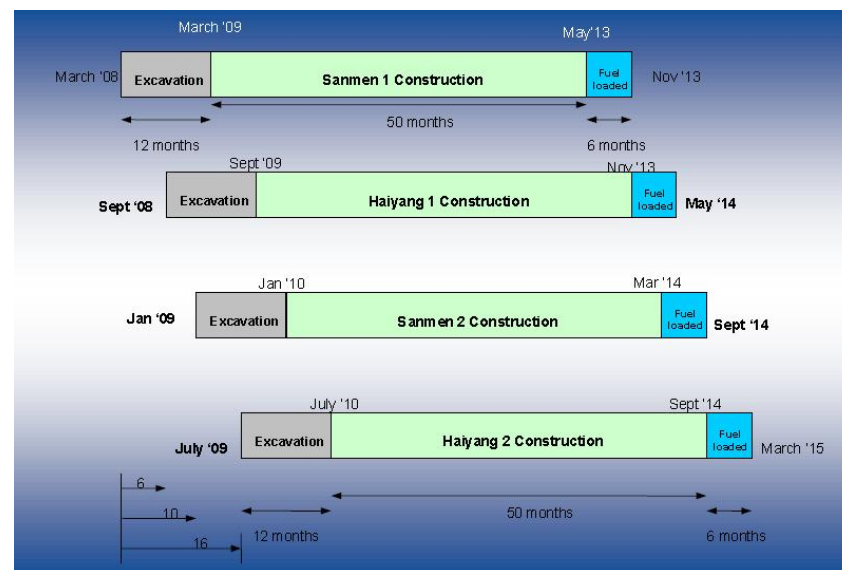 March '09
May'13
March '08
Excavation
Sanmen 1 Construction
Fuel
loaded
Nov '13
50 months
12 months
6 months
Sept '09
Nov '13
Sept '08
Excavation
Haiyang 1 Construction
Fuel
loaded
May '14
Jan '10
Mar '14
Jan '09
Excavation
Sanmen 2 Construction
Fuel
loaded
Sept '14
July '10
Sept '14
July '09
Excavation
Haiyang 2 Construction
Fuel
loaded
March '15
6
10
16
12 months
50 months
6 months